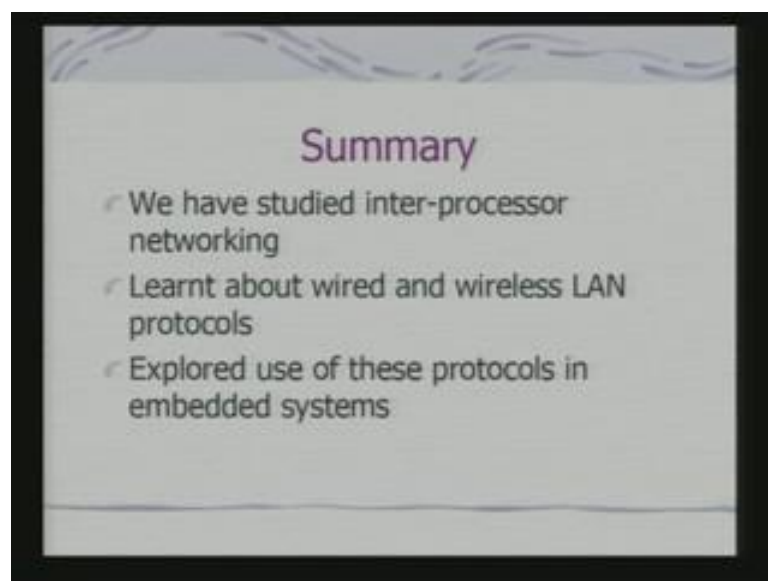 Summary
We have studied inter-processor
networking
Learnt about wired and wireless LAN
protocols
Explored use of these protocols in
embedded systems